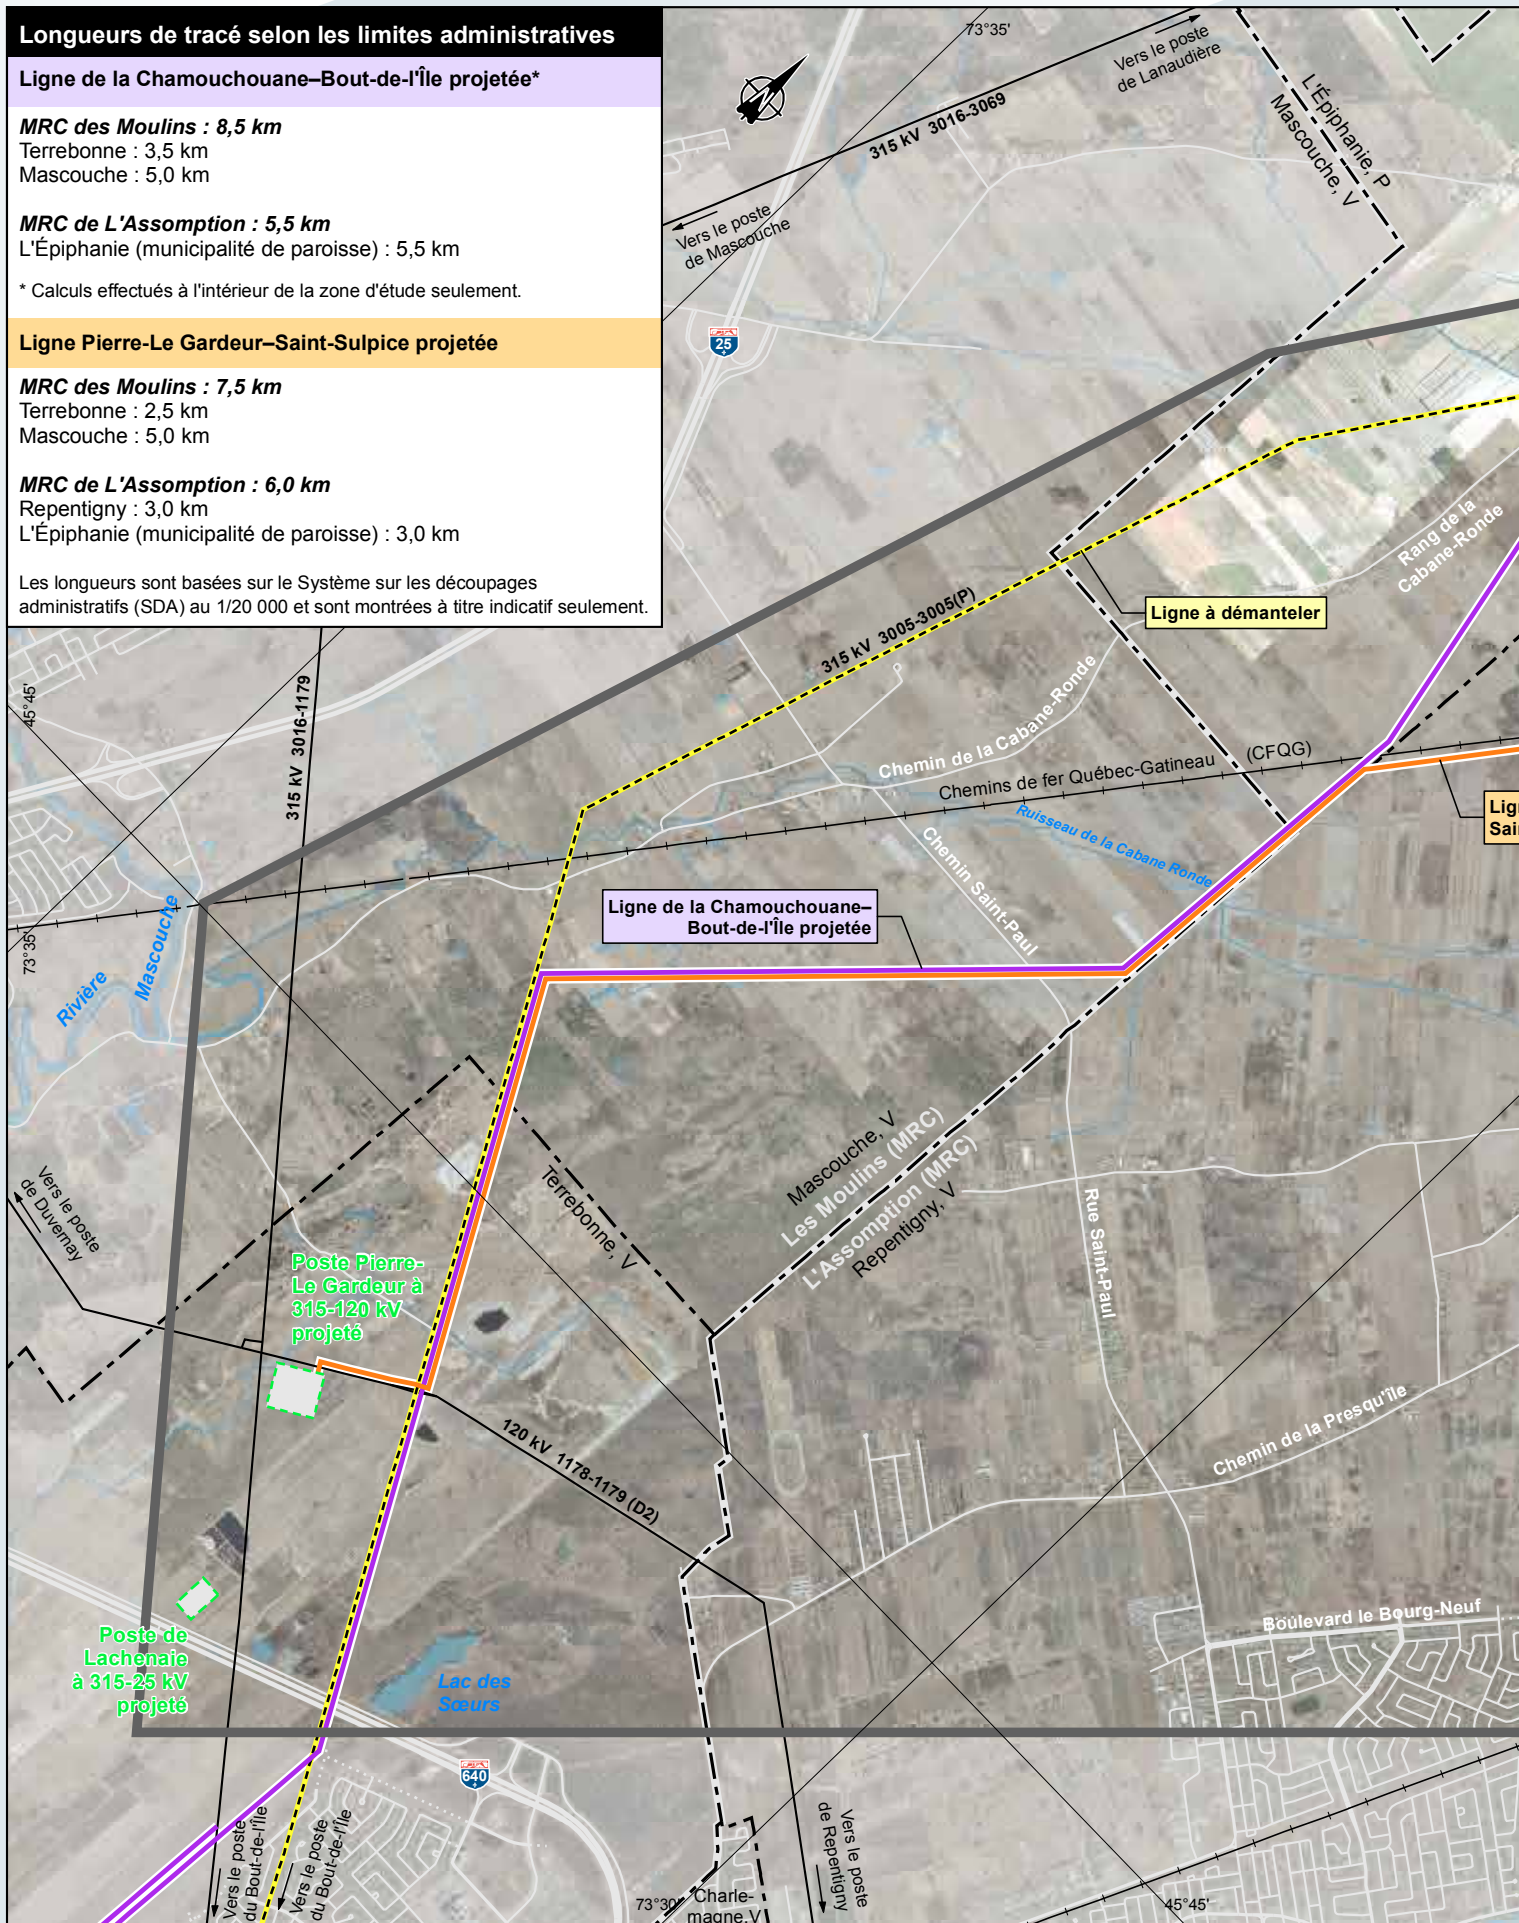 Longueurs de tracé selon les limites administratives
Ligne de la Chamouchouane–Bout-de-l'Île projetée*
MRC des Moulins : 8,5 km
Terrebonne : 3,5 km
Mascouche : 5,0 km
MRC de L'Assomption : 5,5 km
L'Épiphanie (municipalité de paroisse) : 5,5 km
* Calculs effectués à l'intérieur de la zone d'étude seulement.
Ligne Pierre-Le Gardeur–Saint-Sulpice projetée
MRC des Moulins : 7,5 km
Terrebonne : 2,5 km
Mascouche : 5,0 km
MRC de L'Assomption : 6,0 km
Repentigny : 3,0 km
L'Épiphanie (municipalité de paroisse) : 3,0 km
Les longueurs sont basées sur le Système sur les découpages
administratifs (SDA) au 1/20 000 et sont montrées à titre indicatif seulement.
73°35'
Vers le poste
de Lanaudière
315 kV 3016-3069
L'Épiphanie, P
Mascouche, V
Vers le poste
de Mascouche
25
Rang de la
Cabane-Ronde
Ligne à démanteler
315 kV 3005-3005(P)
45°45'
315 kV 3016-1179
Chemin de la Cabane-Ronde
Chemins de fer Québec-Gatineau (CFQG)
Ruisseau de la Cabane Ronde
Lign
Sain
Chemin Saint-Paul
Ligne de la Chamouchouane–
Bout-de-l'Île projetée
73°35'
Rivière
Mascouche
Mascouche, V
Les Moulins (MRC)
L'Assomption (MRC)
Repentigny, V
Terrebonne, V
Vers le poste
de Duvernay
Rue Saint-Paul
Poste Pierre-
Le Gardeur à
315-120 kV
projeté
120 kV 1178-1179 (D2)
Chemin de la Presqu'île
Boulevard le Bourg-Neuf
Poste de
Lachenaie
à 315-25 kV
projeté
Lac des
Sœurs
640
Vers le poste
du Bout-de-l'Île
Vers le poste
du Bout-de-l'Île
Vers le poste
de Repentigny
73°30'
Charle-
magne,V
45°45'